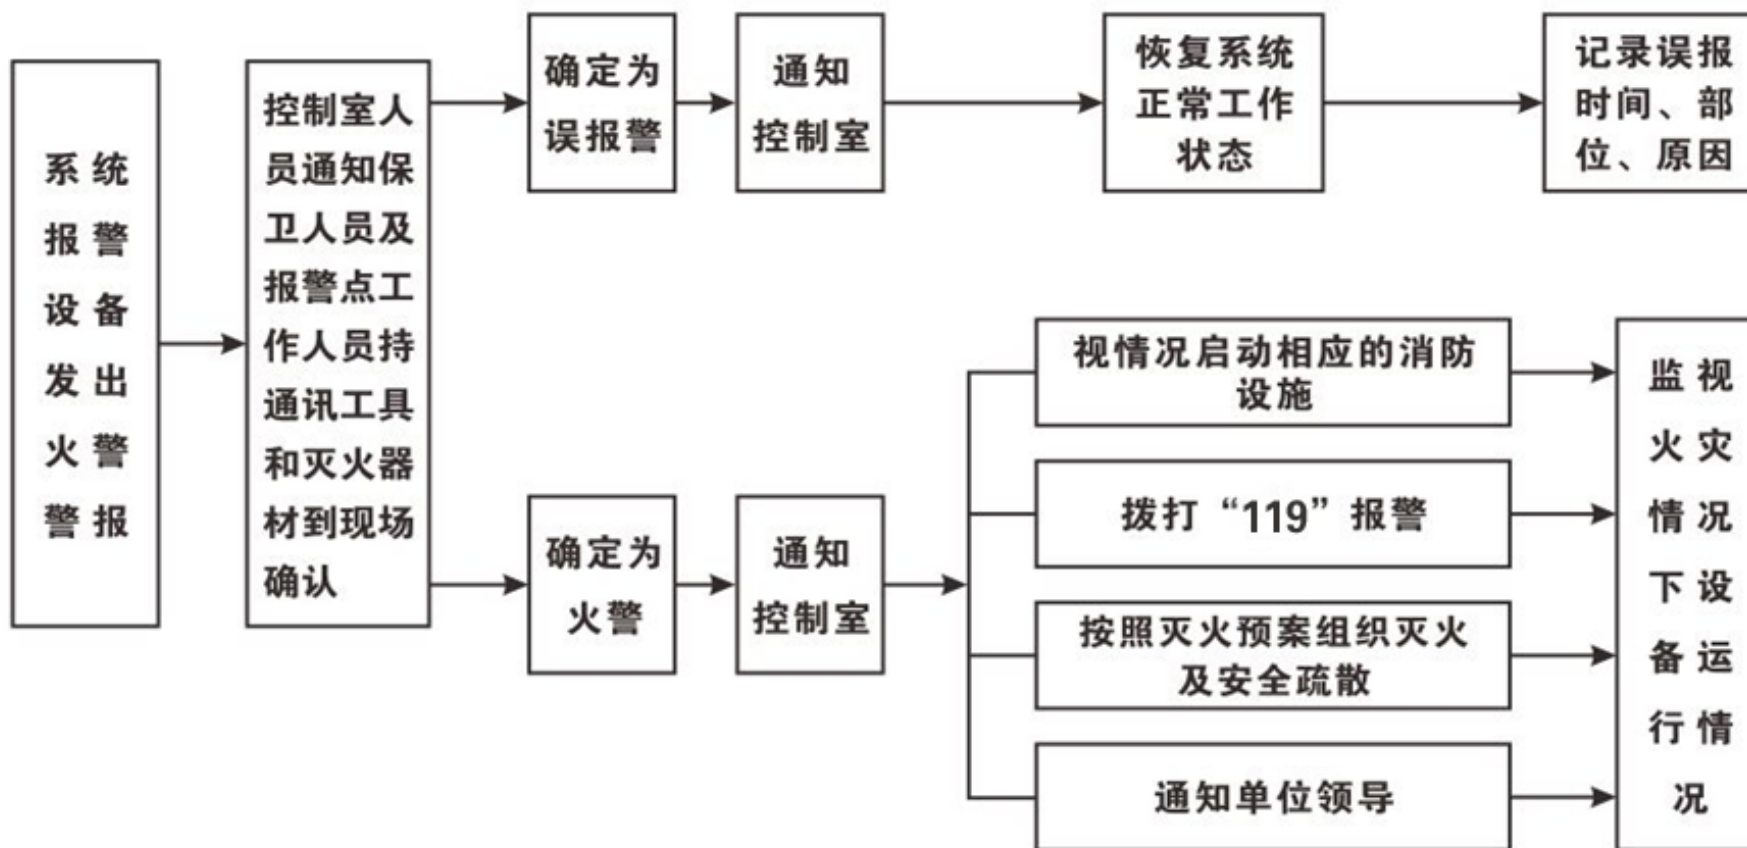 系统
报警
设备
发出
火警
警报
控制室人
员通知保
卫人员及
报警点工
作人员持
通讯工具
和灭火器
材到现场
确认
确定为
误报警
通知
控制室
恢复系统
正常工作
状态
记录误报
时间、部
位、原因
确定为
火警
通知
控制室
视情况启动相应的消防
设施
拨打“119”报警
按照灭火预案组织灭火
及安全疏散
通知单位领导
监视
火灾
情况
下设
备运
行情
况